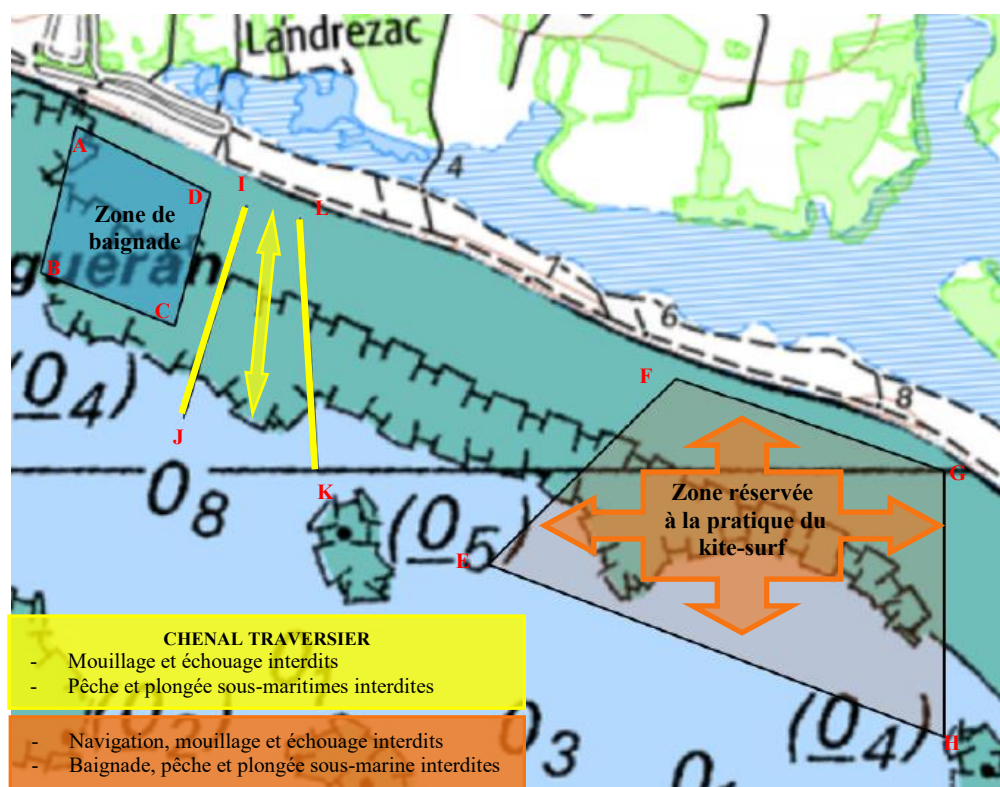 Landrezac
4
A
D
I
L
Zone de
baignade
guéran
B
C
7
6
F
8
(0₄)
J
0₈
K
(0₅)
E
G
Zone réservée
à la pratique du
kite-surf
CHENAL TRAVERSIER
- Mouillage et échouage interdits
- Pêche et plongée sous-maritimes interdites
- Navigation, mouillage et échouage interdits
- Baignade, pêche et plongée sous-marine interdites
0₃
(0₄)
H